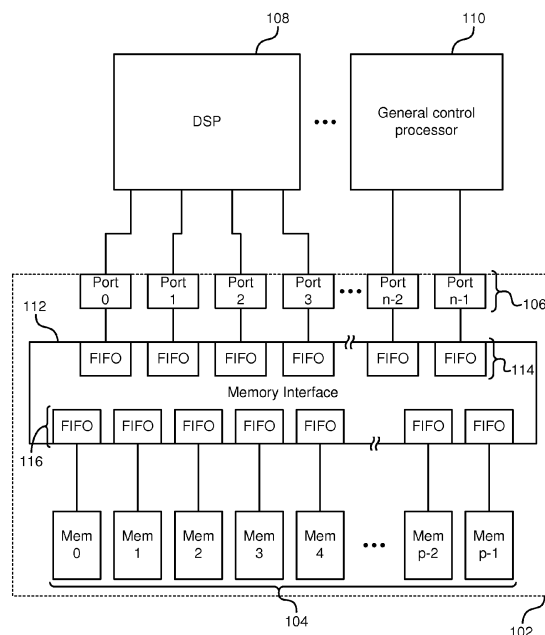 108
110
DSP
•••
General control
processor
Port
0
Port
1
Port
2
Port
3
•••
Port
n-2
Port
n-1
106
112
FIFO
FIFO
FIFO
FIFO
FIFO
FIFO
114
Memory Interface
116
FIFO
FIFO
FIFO
FIFO
FIFO
FIFO
FIFO
Mem
0
Mem
1
Mem
2
Mem
3
Mem
4
•••
Mem
p-2
Mem
p-1
104
102